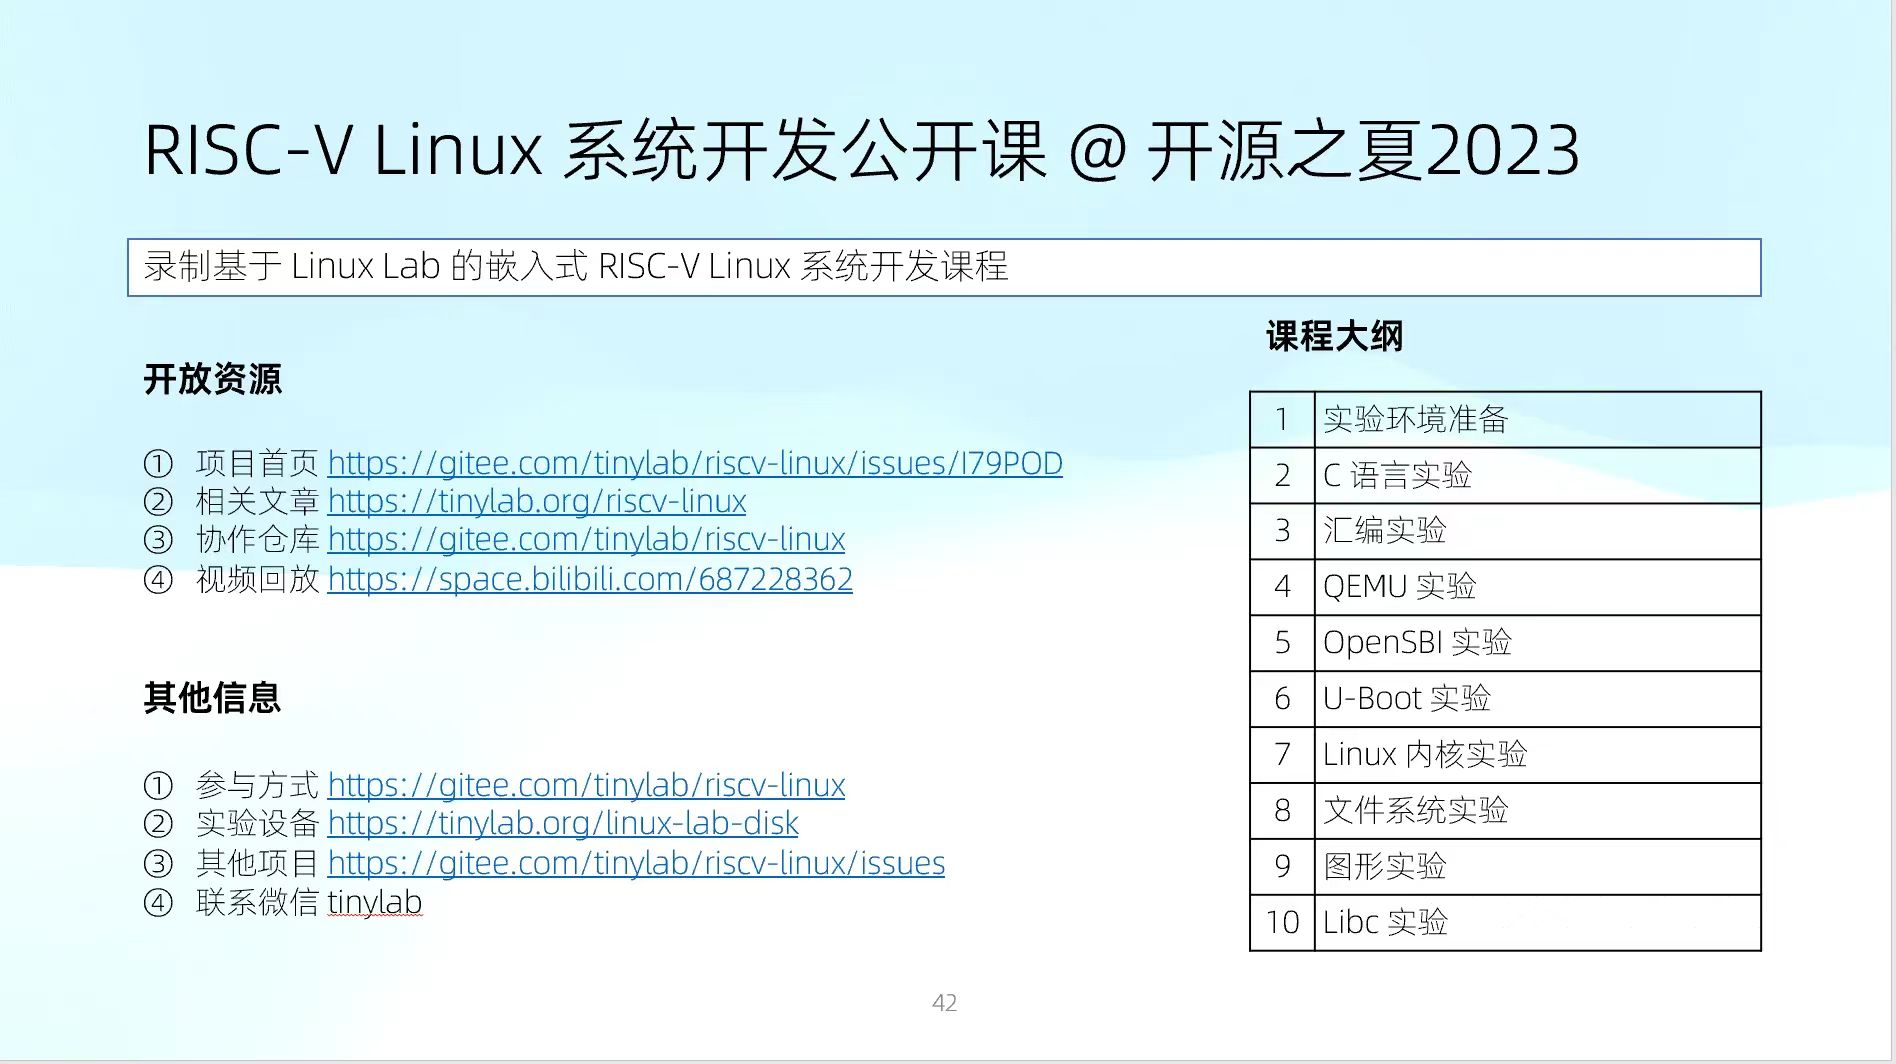 RISC-V Linux 系统开发公开课 @ 开源之夏2023
录制基于 Linux Lab 的嵌入式 RISC-V Linux 系统开发课程
开放资源
① 项目首页 https://gitee.com/tinylab/riscv-linux/issues/I79POD
② 相关文章 https://tinylab.org/riscv-linux
③ 协作仓库 https://gitee.com/tinylab/riscv-linux
④ 视频回放 https://space.bilibili.com/687228362
其他信息
① 参与方式 https://gitee.com/tinylab/riscv-linux
② 实验设备 https://tinylab.org/linux-lab-disk
③ 其他项目 https://gitee.com/tinylab/riscv-linux/issues
④ 联系微信 tinylab
课程大纲
1 实验环境准备
2 C 语言实验
3 汇编实验
4 QEMU 实验
5 OpenSBI 实验
6 U-Boot 实验
7 Linux 内核实验
8 文件系统实验
9 图形实验
10 Libc 实验
42